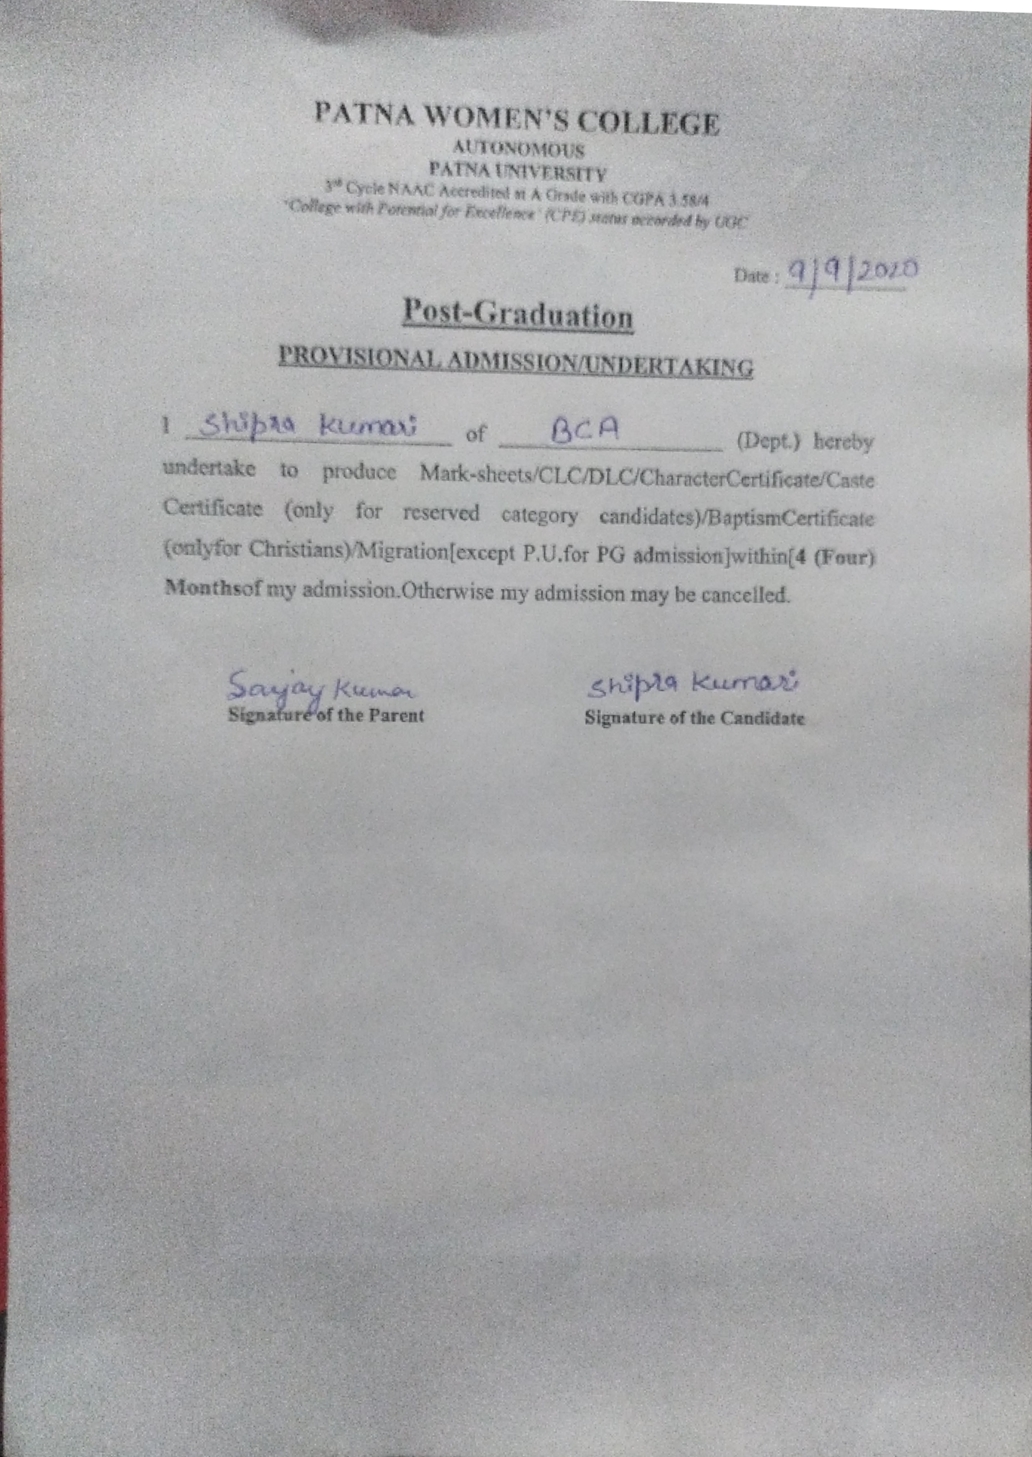 PATNA WOMEN'S COLLEGE
AUTONOMOUS
PATNA UNIVERSITY
3rd Cycle NAAC Accredited at A Grade with CGPA 3.58/4
'College with Potential for Excellence' (CPE) status accorded by UGC
Date : 9/9/2020
Post-Graduation
PROVISIONAL ADMISSION/UNDERTAKING
I Shipra Kumari of BCA (Dept.) hereby
undertake to produce Mark-sheets/CLC/DLC/CharacterCertificate/Caste
Certificate (only for reserved category candidates)/BaptismCertificate
(onlyfor Christians)/Migration[except P.U.for PG admission]within[4 (Four)
Monthsof my admission.Otherwise my admission may be cancelled.
Sanjay Kumar Shipra Kumari
Signature of the Parent Signature of the Candidate